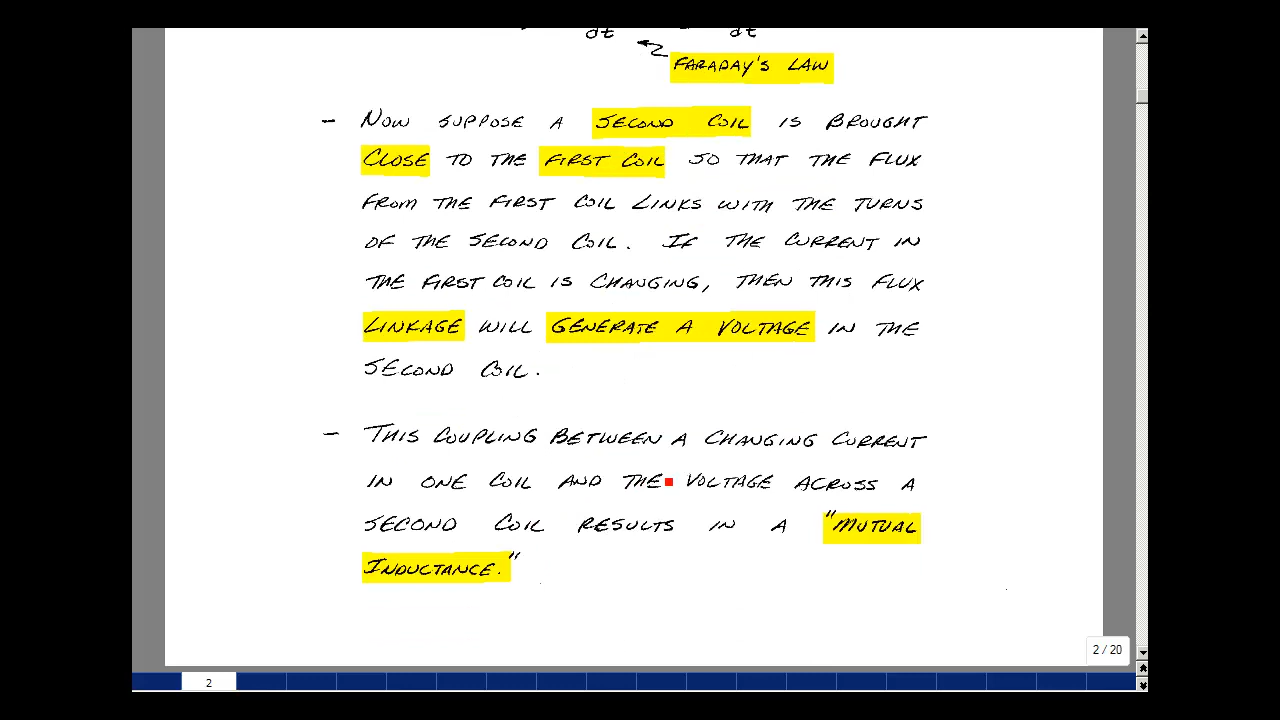 dt dt
FARADAY'S LAW
- NOW SUPPOSE A SECOND COIL IS BROUGHT
CLOSE TO THE FIRST COIL SO THAT THE FLUX
FROM THE FIRST COIL LINKS WITH THE TURNS
OF THE SECOND COIL. IF THE CURRENT IN
THE FIRST COIL IS CHANGING, THEN THIS FLUX
LINKAGE WILL GENERATE A VOLTAGE IN THE
SECOND COIL.
- THIS COUPLING BETWEEN A CHANGING CURRENT
IN ONE COIL AND THE VOLTAGE ACROSS A
SECOND COIL RESULTS IN A "MUTUAL
INDUCTANCE."
2 / 20
2